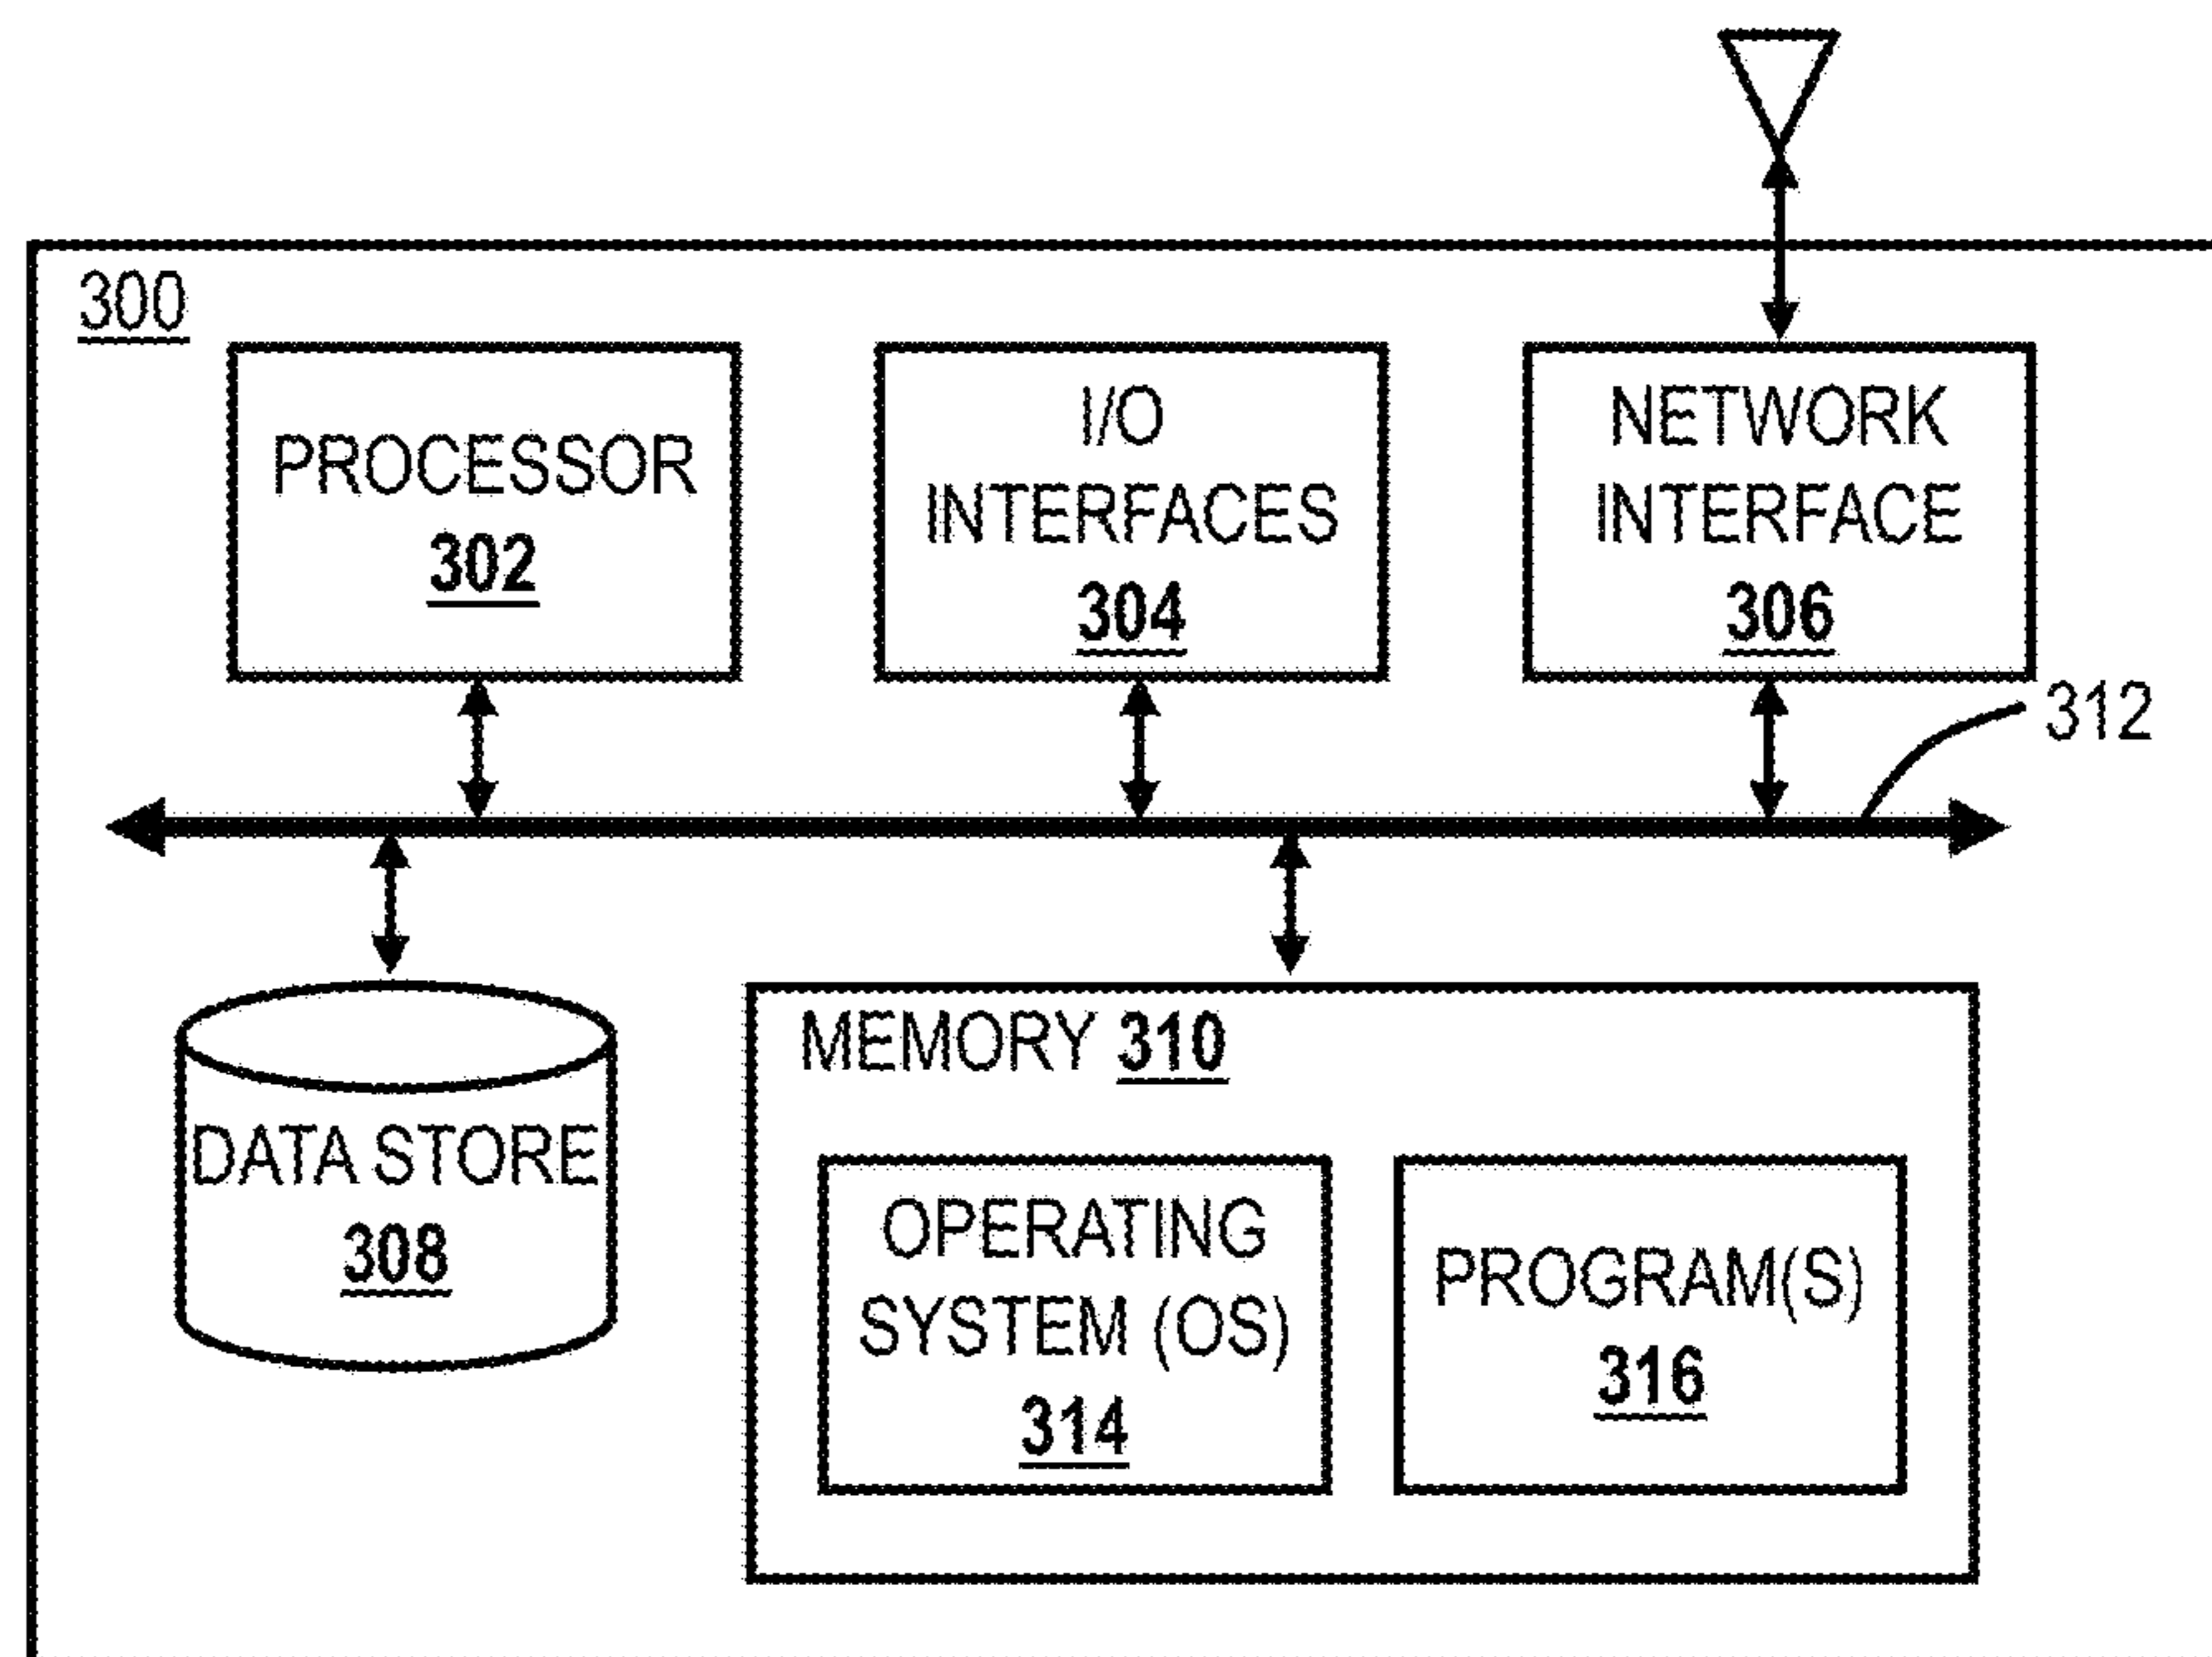 300
PROCESSOR
302
I/O
INTERFACES
304
NETWORK
INTERFACE
306
312
DATA STORE
308
MEMORY 310
OPERATING
SYSTEM (OS)
314
PROGRAM(S)
316